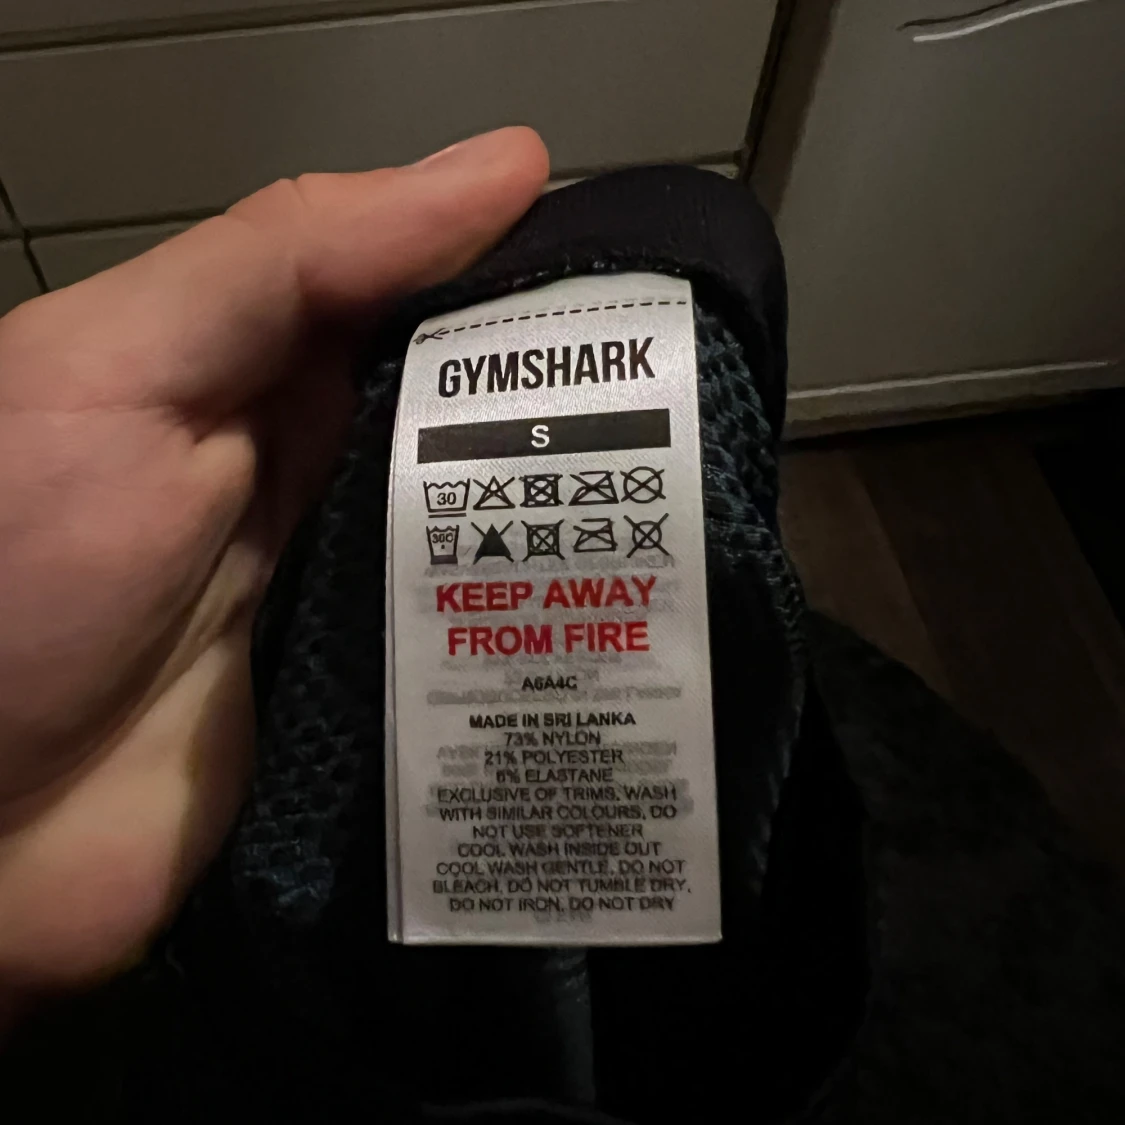 GYMSHARK
S
30
30C
KEEP AWAY
FROM FIRE
A6A4C
MADE IN SRI LANKA
73% NYLON
21% POLYESTER
6% ELASTANE
EXCLUSIVE OF TRIMS, WASH
WITH SIMILAR COLOURS, DO
NOT USE SOFTENER
COOL WASH INSIDE OUT
COOL WASH GENTLE, DO NOT
BLEACH, DO NOT TUMBLE DRY,
DO NOT IRON, DO NOT DRY